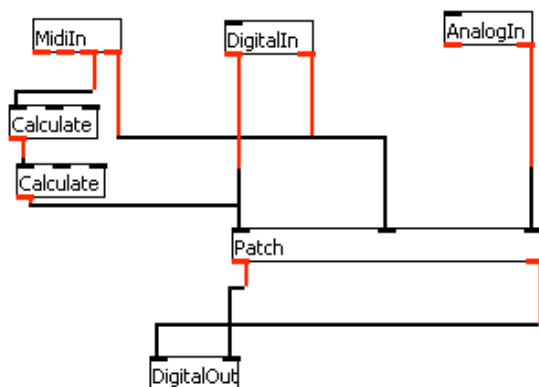 MidiIn
DigitalIn
AnalogIn
Calculate
Calculate
Patch
DigitalOut